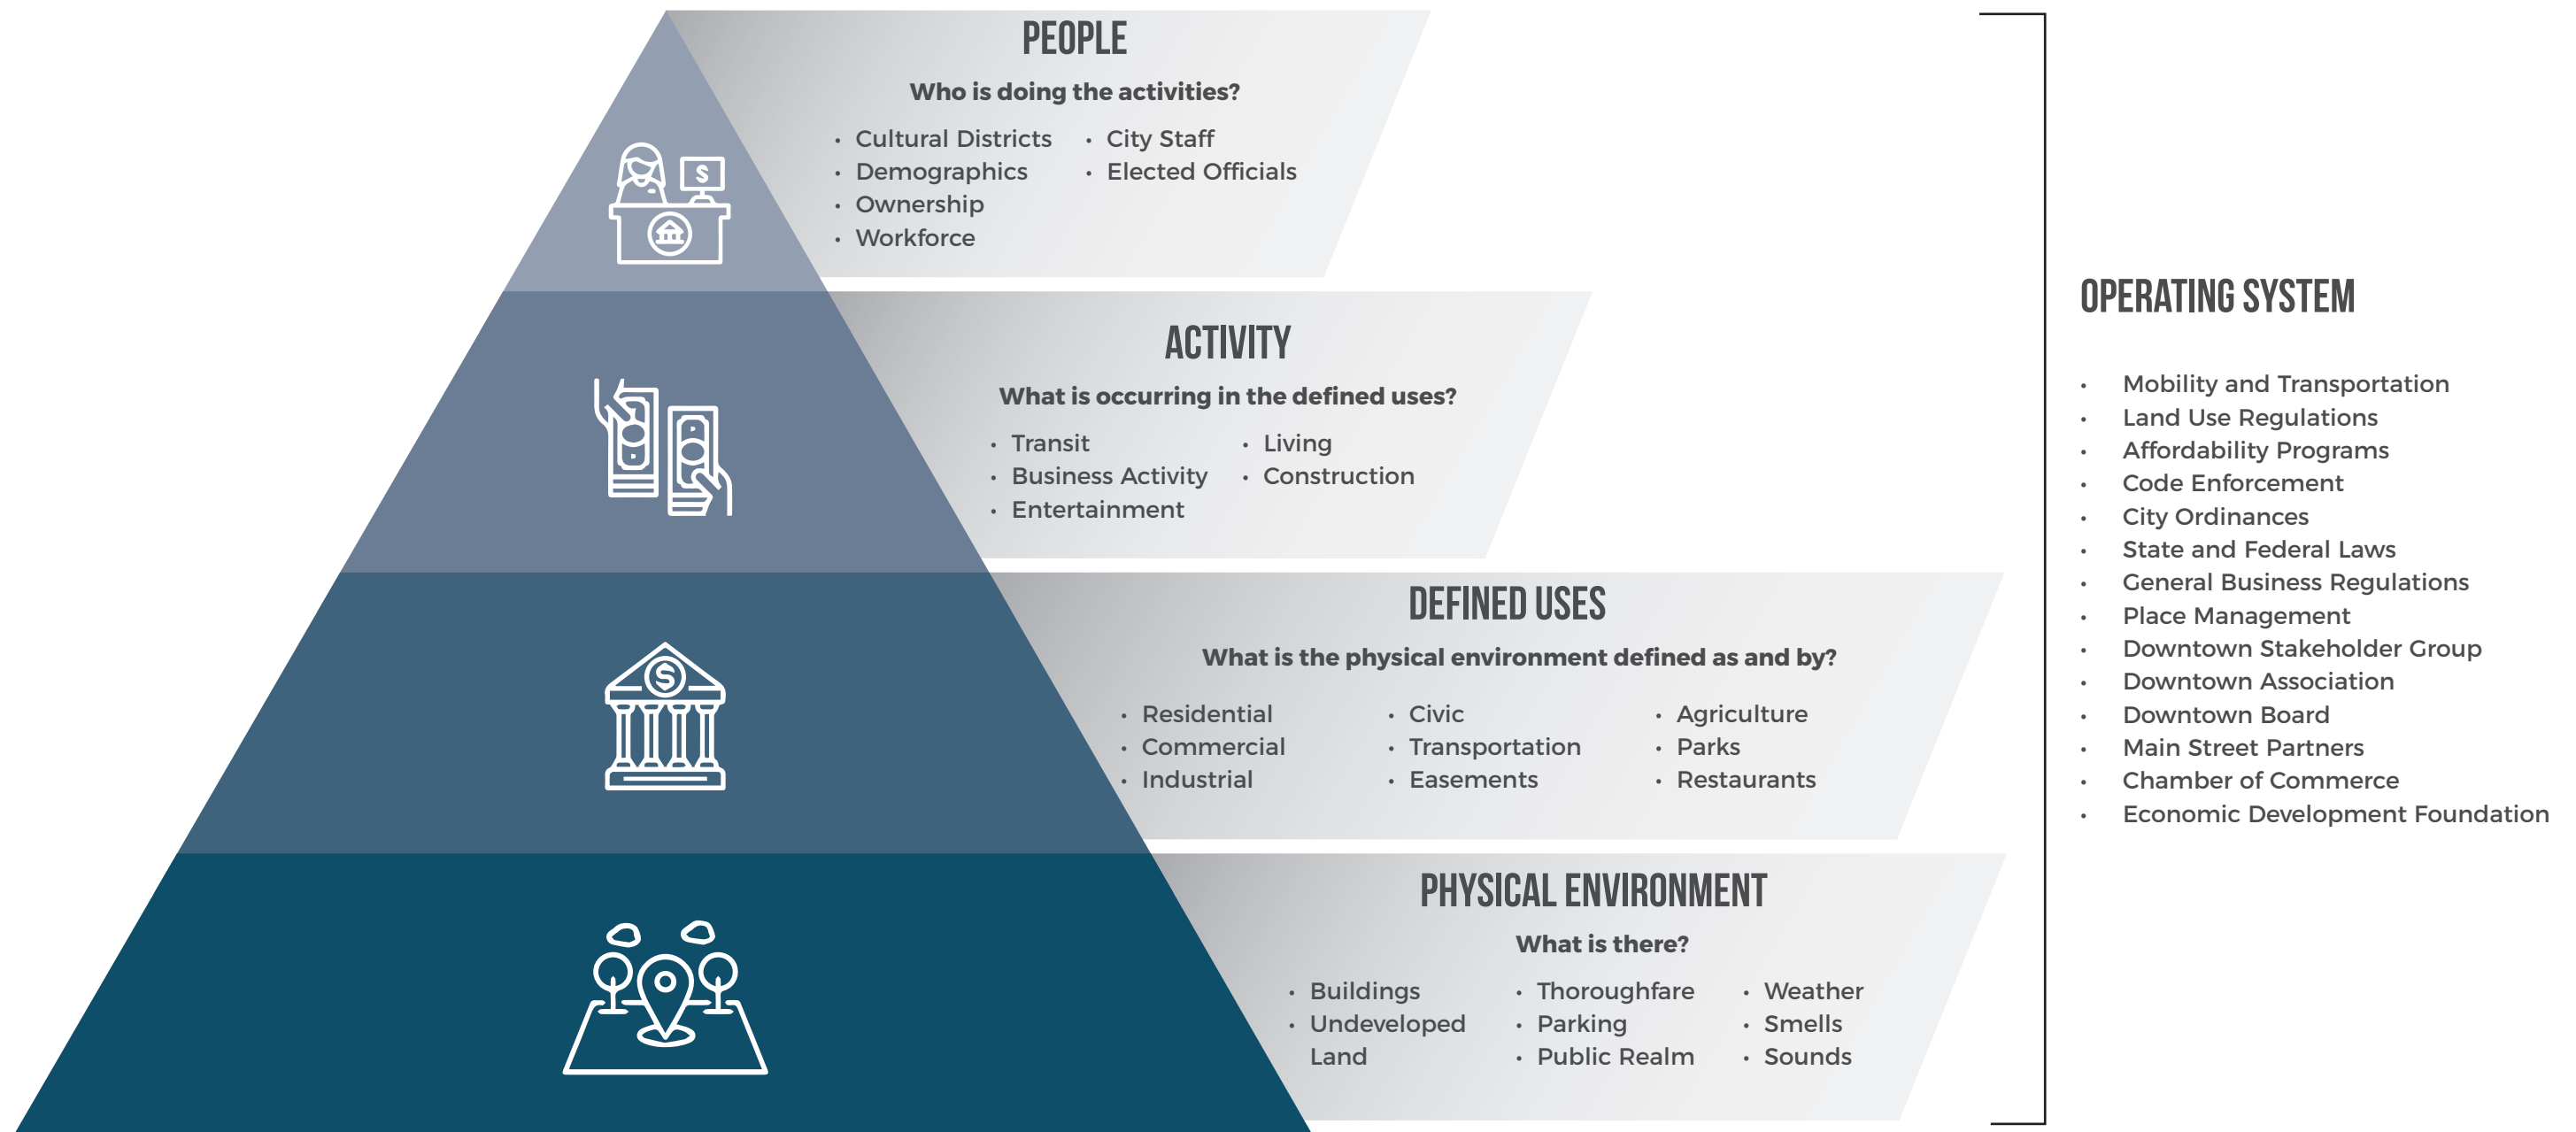 PEOPLE
Who is doing the activities?
• Cultural Districts
• Demographics
• Ownership
• Workforce
• City Staff
• Elected Officials
ACTIVITY
What is occurring in the defined uses?
• Transit
• Business Activity
• Entertainment
• Living
• Construction
DEFINED USES
What is the physical environment defined as and by?
• Residential
• Commercial
• Industrial
• Civic
• Transportation
• Easements
• Agriculture
• Parks
• Restaurants
PHYSICAL ENVIRONMENT
What is there?
• Buildings
• Undeveloped
Land
• Thoroughfare
• Parking
• Public Realm
• Weather
• Smells
• Sounds
OPERATING SYSTEM
• Mobility and Transportation
• Land Use Regulations
• Affordability Programs
• Code Enforcement
• City Ordinances
• State and Federal Laws
• General Business Regulations
• Place Management
• Downtown Stakeholder Group
• Downtown Association
• Downtown Board
• Main Street Partners
• Chamber of Commerce
• Economic Development Foundation
$
$